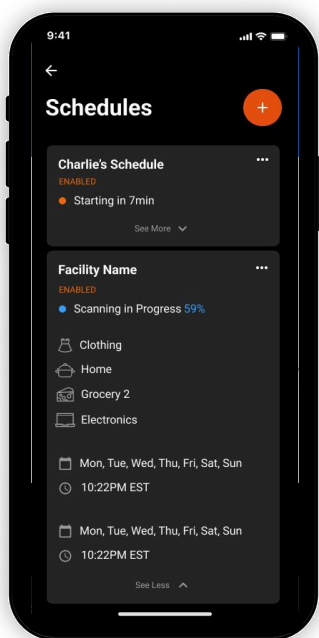 9:41
Schedules
+
Charlie's Schedule
ENABLED
Starting in 7min
See More
Facility Name
ENABLED
Scanning in Progress 59%
Clothing
Home
Grocery 2
Electronics
Mon, Tue, Wed, Thu, Fri, Sat, Sun
10:22PM EST
Mon, Tue, Wed, Thu, Fri, Sat, Sun
10:22PM EST
See Less